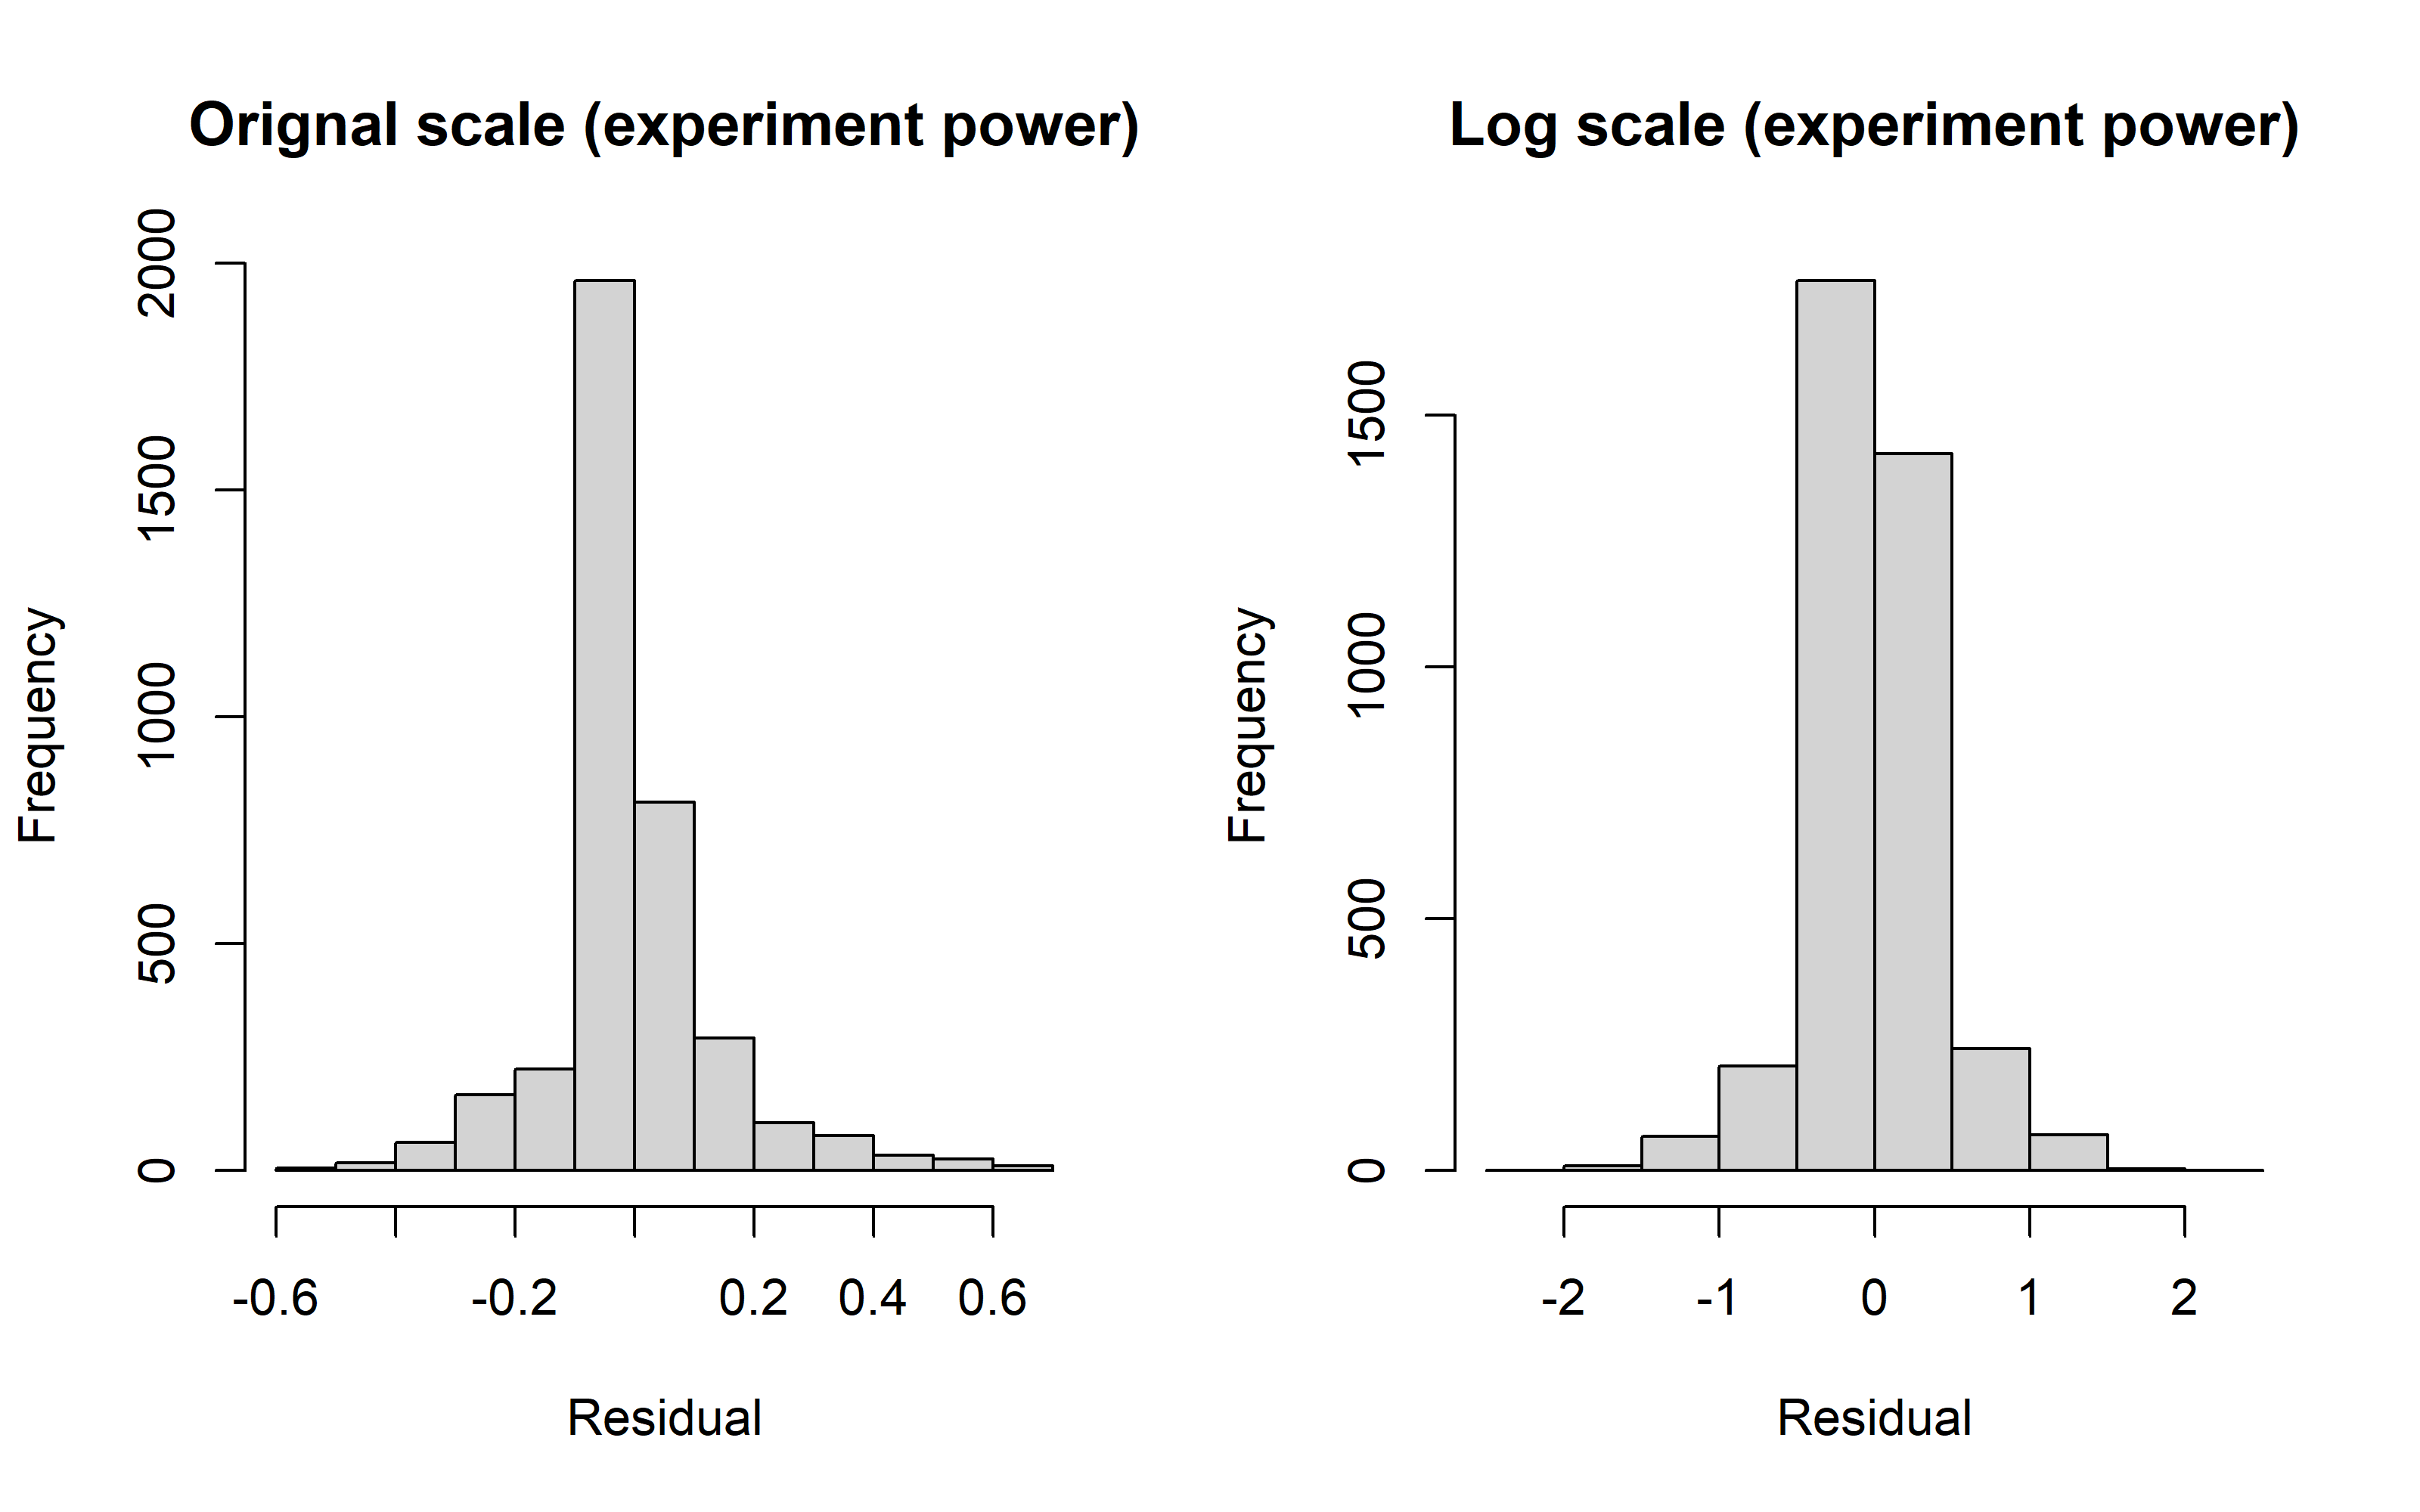 Orignal scale (experiment power)
Frequency
2000
1500
1000
500
0
-0.6 -0.2 0.2 0.4 0.6
Residual
Log scale (experiment power)
Frequency
1500
1000
500
0
-2 -1 0 1 2
Residual